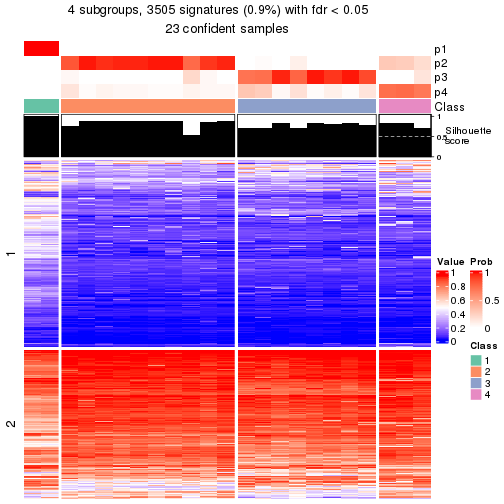 4 subgroups, 3505 signatures (0.9%) with fdr < 0.05
23 confident samples
p1
p2
p3
p4
Class
1
0.5
0
Silhouette
score
1
2
Value
1
0.8
0.6
0.4
0.2
0
Prob
1
0.5
0
Class
1
2
3
4